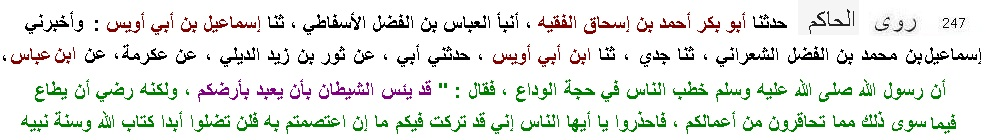 247 روى الحاكم حدثنا أبو بكر أحمد بن إسحاق الفقيه ، أنبأ العباس بن الفضل الأسفاطي ، ثنا إسماعيل بن أبي أويس : وأخبرني
إسماعيل بن محمد بن الفضل الشعراني ، ثنا جدي ، ثنا ابن أبي أويس ، حدثني أبي ، عن ثور بن زيد الديلي ، عن عكرمة، عن ابن عباس،
أن رسول الله صلى الله عليه وسلم خطب الناس في حجة الوداع ، فقال : " قد يئس الشيطان بأن يعبد بأرضكم ، ولكنه رضي أن يطاع
فيما سوى ذلك مما تحاقرون من أعمالكم ، فاحذروا يا أيها الناس إني قد تركت فيكم ما إن اعتصمتم به فلن تضلوا أبدا كتاب الله وسنة نبيه